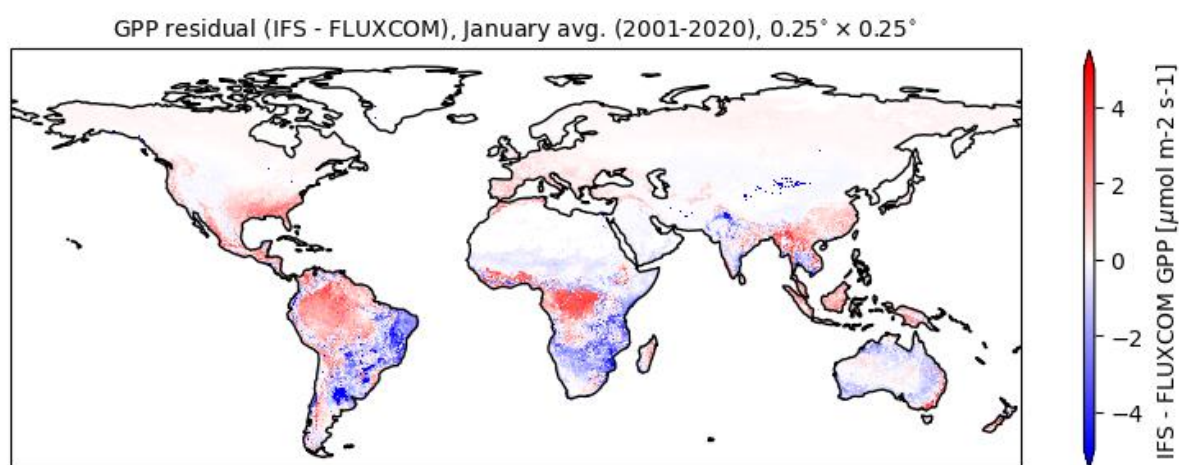 GPP residual (IFS - FLUXCOM), January avg. (2001-2020), 0.25° × 0.25°
4
2
0
−2
−4
IFS - FLUXCOM GPP [μmol m-2 s-1]